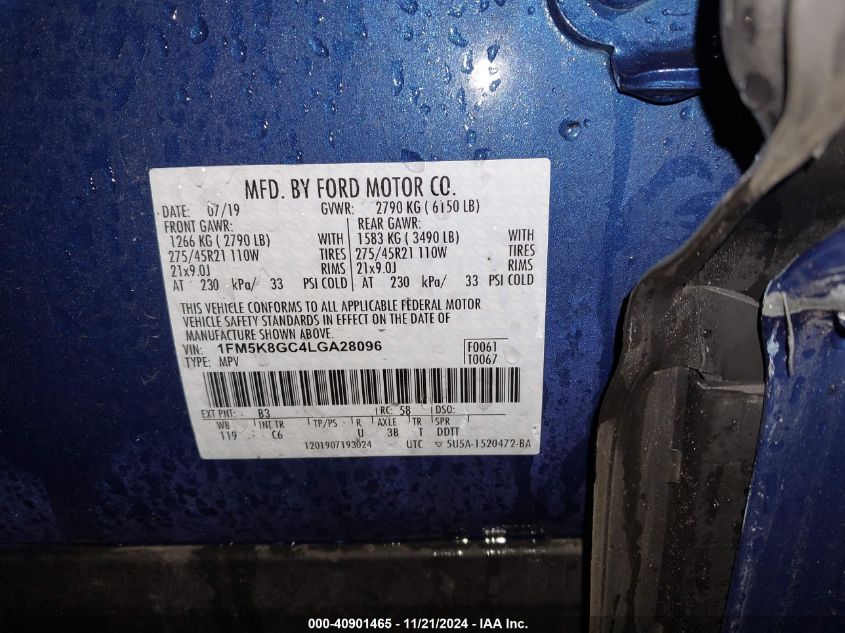 MFD. BY FORD MOTOR CO.
DATE: 07/19 GVWR: 2790 KG ( 6150 LB)
FRONT GAWR: REAR GAWR:
1266 KG ( 2790 LB) WITH 1583 KG ( 3490 LB) WITH
275/45R21 110W TIRES 275/45R21 110W TIRES
21x9.0J RIMS 21x9.0J RIMS
AT 230 kPa/ 33 PSI COLD AT 230 kPa/ 33 PSI COLD
THIS VEHICLE CONFORMS TO ALL APPLICABLE FEDERAL MOTOR
VEHICLE SAFETY STANDARDS IN EFFECT ON THE DATE OF
MANUFACTURE SHOWN ABOVE.
VIN: 1FM5K8GC4LGA28096 F0061
TYPE: MPV T0067
EXT PNT: B3 RC: 58 DSO:
WB INT TR TP/PS R AXLE TR SPR
119 C6 U 3B T DDTT
1201907193024 UTC ▽ 5U5A-1520472-BA
000-40901465 - 11/21/2024 - IAA Inc.